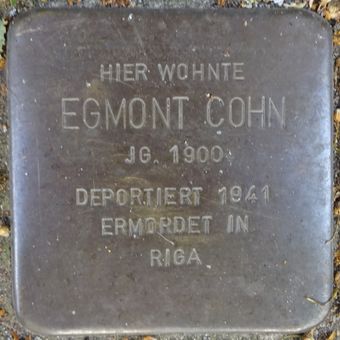 HIER WOHNTE
EGMONT COHN
JG. 1900
DEPORTIERT 1941
ERMORDET IN
RIGA